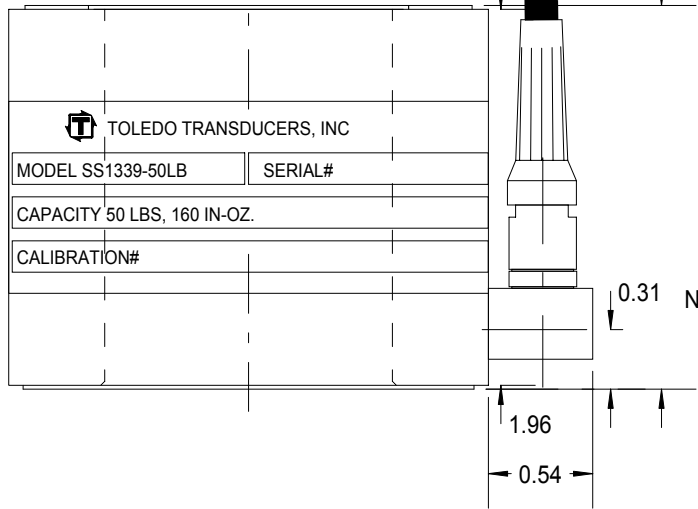 T TOLEDO TRANSDUCERS, INC
MODEL SS1339-50LB SERIAL#
CAPACITY 50 LBS, 160 IN-OZ.
CALIBRATION#
0.31 N
1.96
0.54